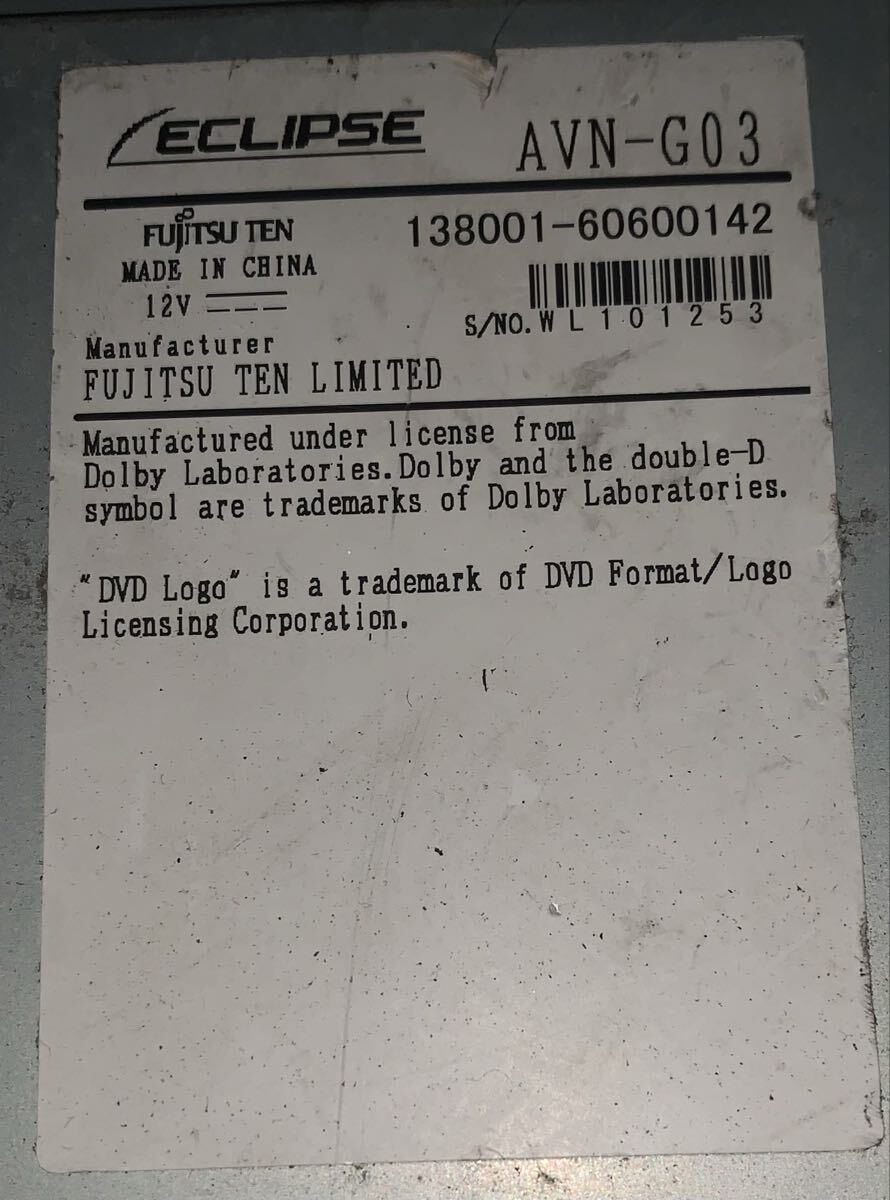 ECLIPSE AVN-G03
FUJITSU TEN 138001-60600142
MADE IN CHINA
12V
S/NO. WL101253
Manufacturer
FUJITSU TEN LIMITED
Manufactured under license from
Dolby Laboratories.Dolby and the double-D
symbol are trademarks of Dolby Laboratories.
"DVD Logo" is a trademark of DVD Format/Logo
Licensing Corporation.